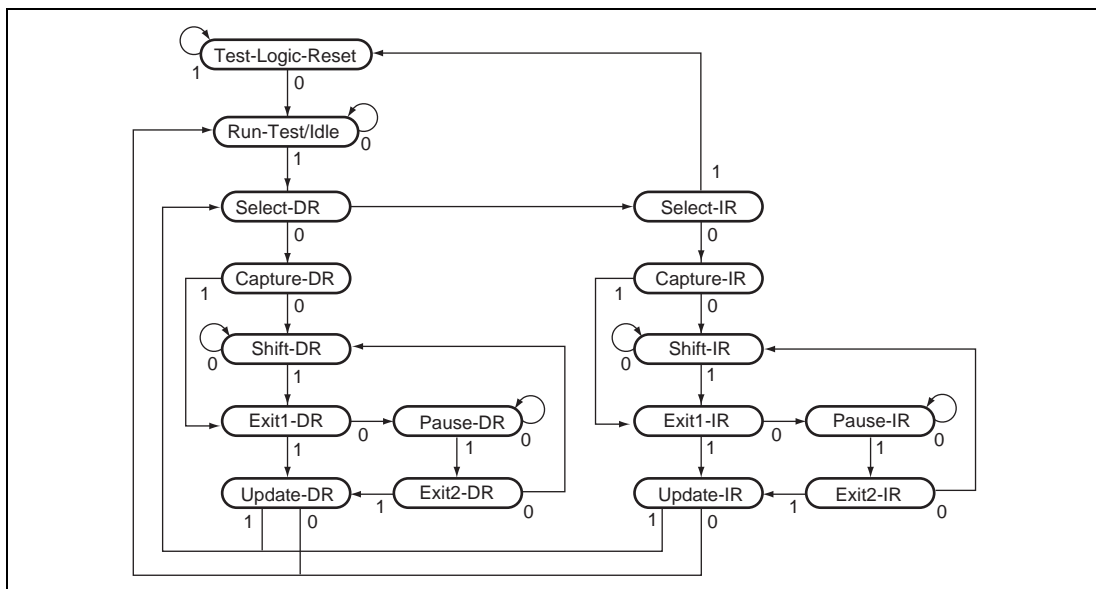 Test-Logic-Reset
1
0
Run-Test/Idle
0
1
1
Select-DR
Select-IR
0
0
Capture-DR
Capture-IR
1
0
1
0
Shift-DR
Shift-IR
0
1
0
1
Exit1-DR
Pause-DR
Exit1-IR
Pause-IR
0
0
0
0
1
1
1
1
Update-DR
Exit2-DR
Update-IR
Exit2-IR
1
0
1
0
1
0
1
0